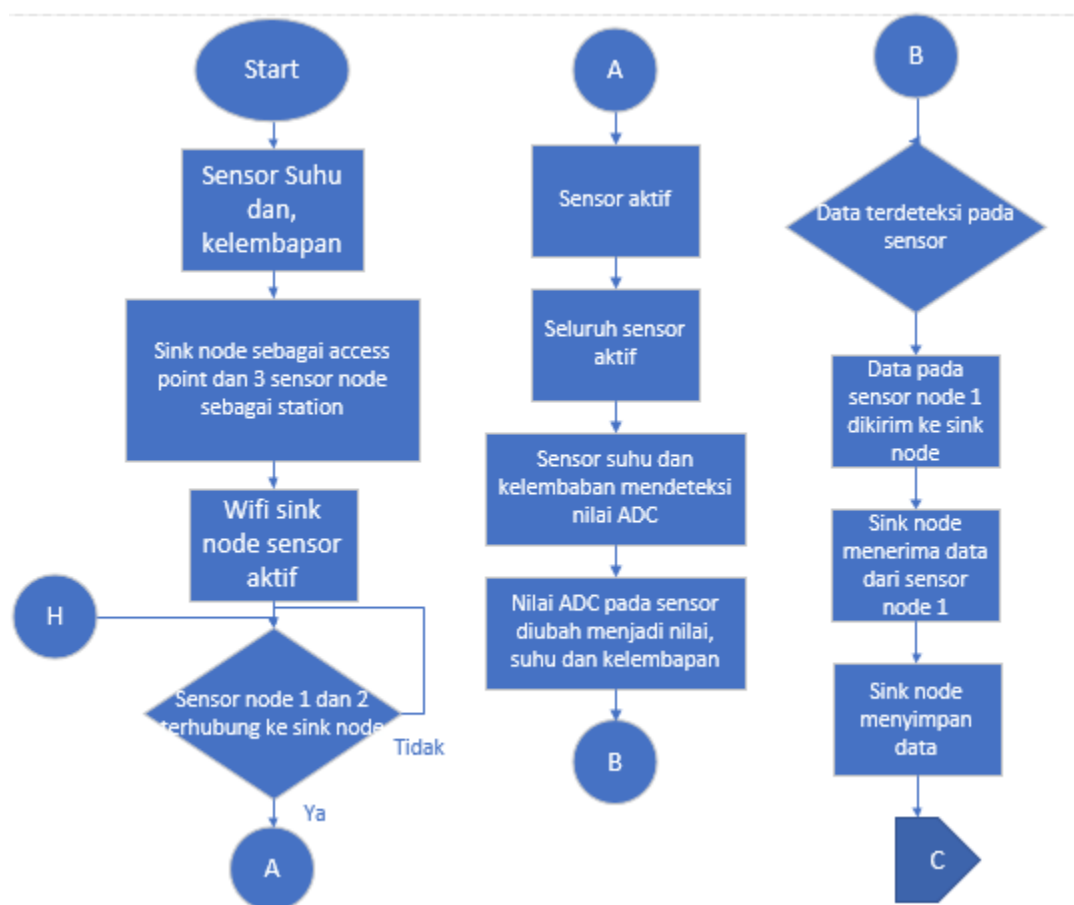 Start
Sensor Suhu
dan,
kelembapan
Sink node sebagai access
point dan 3 sensor node
sebagai station
Wifi sink
node sensor
aktif
H
Sensor node 1 dan 2
terhubung ke sink node
Tidak
Ya
A
A
Sensor aktif
Seluruh sensor
aktif
Sensor suhu dan
kelembaban mendeteksi
nilai ADC
Nilai ADC pada sensor
diubah menjadi nilai,
suhu dan kelembapan
B
B
Data terdeteksi pada
sensor
Data pada
sensor node 1
dikirim ke sink
node
Sink node
menerima data
dari sensor
node 1
Sink node
menyimpan
data
C